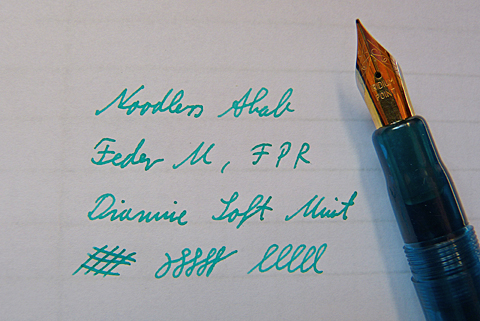 Noodlers Ahab
Feder M, FPR
Diamine Soft Mint